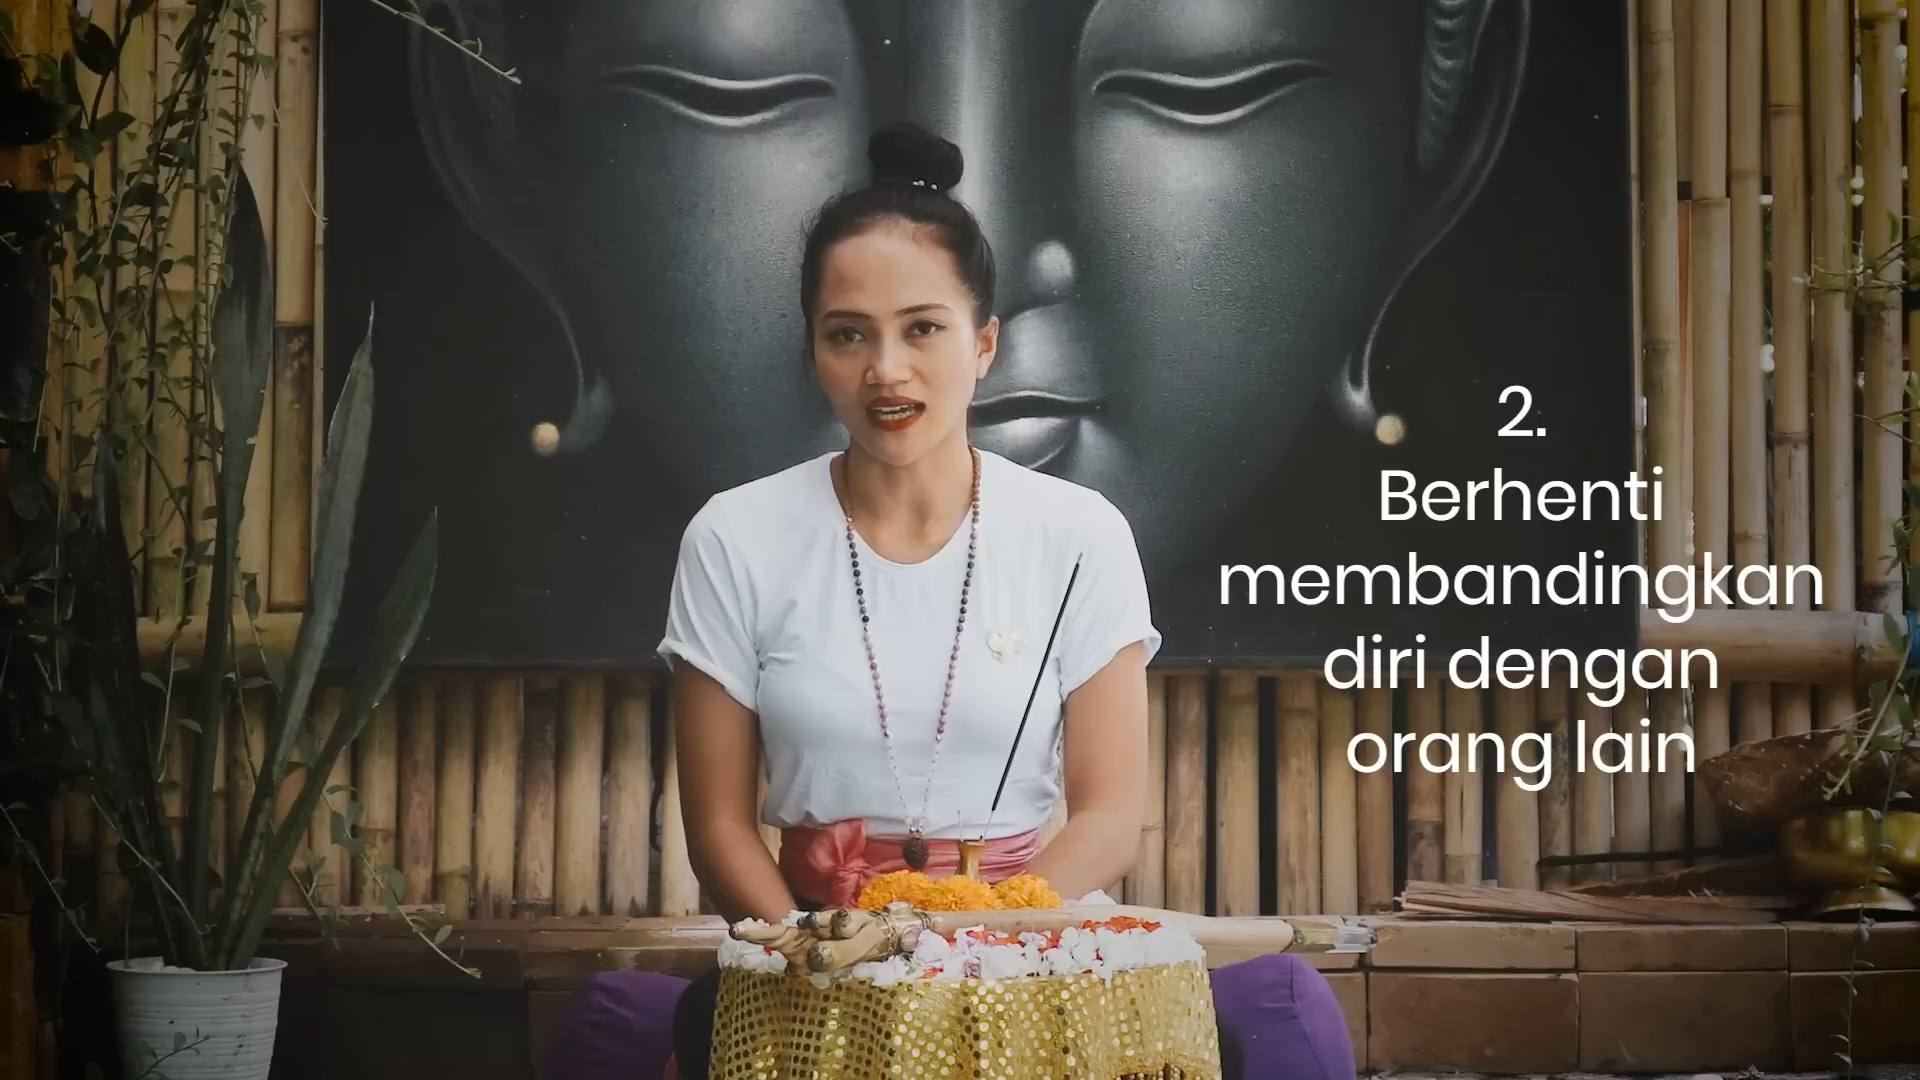 2.
Berhenti
membandingkan
diri dengan
orang lain